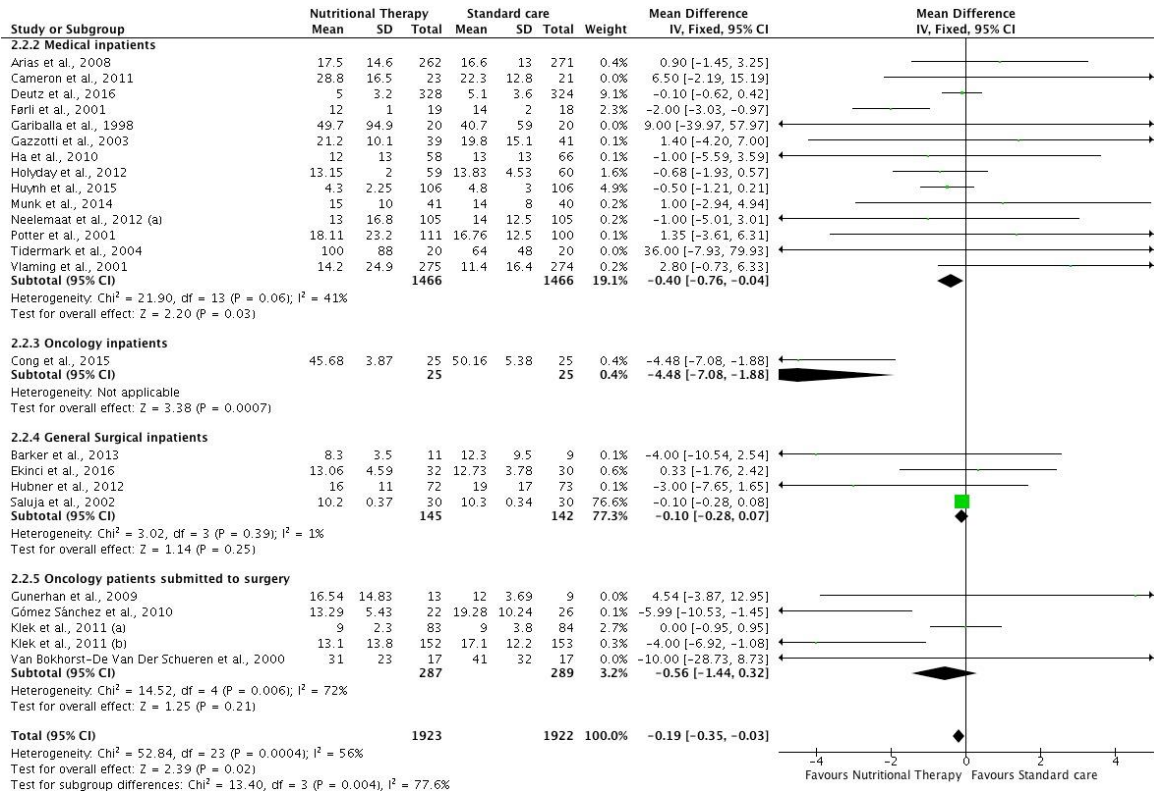 Nutritional Therapy Standard care Mean Difference Mean Difference
Study or Subgroup Mean SD Total Mean SD Total Weight IV, Fixed, 95% CI IV, Fixed, 95% CI
2.2.2 Medical inpatients
Arias et al., 2008 17.5 14.6 262 16.6 13 271 0.4% 0.90 [-1.45, 3.25]
Cameron et al., 2011 28.8 16.5 23 22.3 12.8 21 0.0% 6.50 [-2.19, 15.19]
Deutz et al., 2016 5 3.2 328 5.1 3.6 324 9.1% -0.10 [-0.62, 0.42]
Førli et al., 2001 12 1 19 14 2 18 2.3% -2.00 [-3.03, -0.97]
Gariballa et al., 1998 49.7 94.9 20 40.7 59 20 0.0% 9.00 [-39.97, 57.97]
Gazzotti et al., 2003 21.2 10.1 39 19.8 15.1 41 0.1% 1.40 [-4.20, 7.00]
Ha et al., 2010 12 13 58 13 13 66 0.1% -1.00 [-5.59, 3.59]
Holyday et al., 2012 13.15 2 59 13.83 4.53 60 1.6% -0.68 [-1.93, 0.57]
Huynh et al., 2015 4.3 2.25 106 4.8 3 106 4.9% -0.50 [-1.21, 0.21]
Munk et al., 2014 15 10 41 14 8 40 0.2% 1.00 [-2.94, 4.94]
Neelemaat et al., 2012 (a) 13 16.8 105 14 12.5 105 0.2% -1.00 [-5.01, 3.01]
Potter et al., 2001 18.11 23.2 111 16.76 12.5 100 0.1% 1.35 [-3.61, 6.31]
Tidermark et al., 2004 100 88 20 64 48 20 0.0% 36.00 [-7.93, 79.93]
Vlaming et al., 2001 14.2 24.9 275 11.4 16.4 274 0.2% 2.80 [-0.73, 6.33]
Subtotal (95% CI) 1466 1466 19.1% -0.40 [-0.76, -0.04]
Heterogeneity: Chi² = 21.90, df = 13 (P = 0.06); I² = 41%
Test for overall effect: Z = 2.20 (P = 0.03)
2.2.3 Oncology inpatients
Cong et al., 2015 45.68 3.87 25 50.16 5.38 25 0.4% -4.48 [-7.08, -1.88]
Subtotal (95% CI) 25 25 0.4% -4.48 [-7.08, -1.88]
Heterogeneity: Not applicable
Test for overall effect: Z = 3.38 (P = 0.0007)
2.2.4 General Surgical inpatients
Barker et al., 2013 8.3 3.5 11 12.3 9.5 9 0.1% -4.00 [-10.54, 2.54]
Ekinci et al., 2016 13.06 4.59 32 12.73 3.78 30 0.6% 0.33 [-1.76, 2.42]
Hubner et al., 2012 16 11 72 19 17 73 0.1% -3.00 [-7.65, 1.65]
Saluja et al., 2002 10.2 0.37 30 10.3 0.34 30 76.6% -0.10 [-0.28, 0.08]
Subtotal (95% CI) 145 142 77.3% -0.10 [-0.28, 0.07]
Heterogeneity: Chi² = 3.02, df = 3 (P = 0.39); I² = 1%
Test for overall effect: Z = 1.14 (P = 0.25)
2.2.5 Oncology patients submitted to surgery
Gunerhan et al., 2009 16.54 14.83 13 12 3.69 9 0.0% 4.54 [-3.87, 12.95]
Gómez Sánchez et al., 2010 13.29 5.43 22 19.28 10.24 26 0.1% -5.99 [-10.53, -1.45]
Klek et al., 2011 (a) 9 2.3 83 9 3.8 84 2.7% 0.00 [-0.95, 0.95]
Klek et al., 2011 (b) 13.1 13.8 152 17.1 12.2 153 0.3% -4.00 [-6.92, -1.08]
Van Bokhorst-De Van Der Schueren et al., 2000 31 23 17 41 32 17 0.0% -10.00 [-28.73, 8.73]
Subtotal (95% CI) 287 289 3.2% -0.56 [-1.44, 0.32]
Heterogeneity: Chi² = 14.52, df = 4 (P = 0.006); I² = 72%
Test for overall effect: Z = 1.25 (P = 0.21)
Total (95% CI) 1923 1922 100.0% -0.19 [-0.35, -0.03]
Heterogeneity: Chi² = 52.84, df = 23 (P = 0.0004); I² = 56%
Test for overall effect: Z = 2.39 (P = 0.02)
Test for subgroup differences: Chi² = 13.40, df = 3 (P = 0.004), I² = 77.6%
-4 -2 0 2 4
Favours Nutritional Therapy Favours Standard care